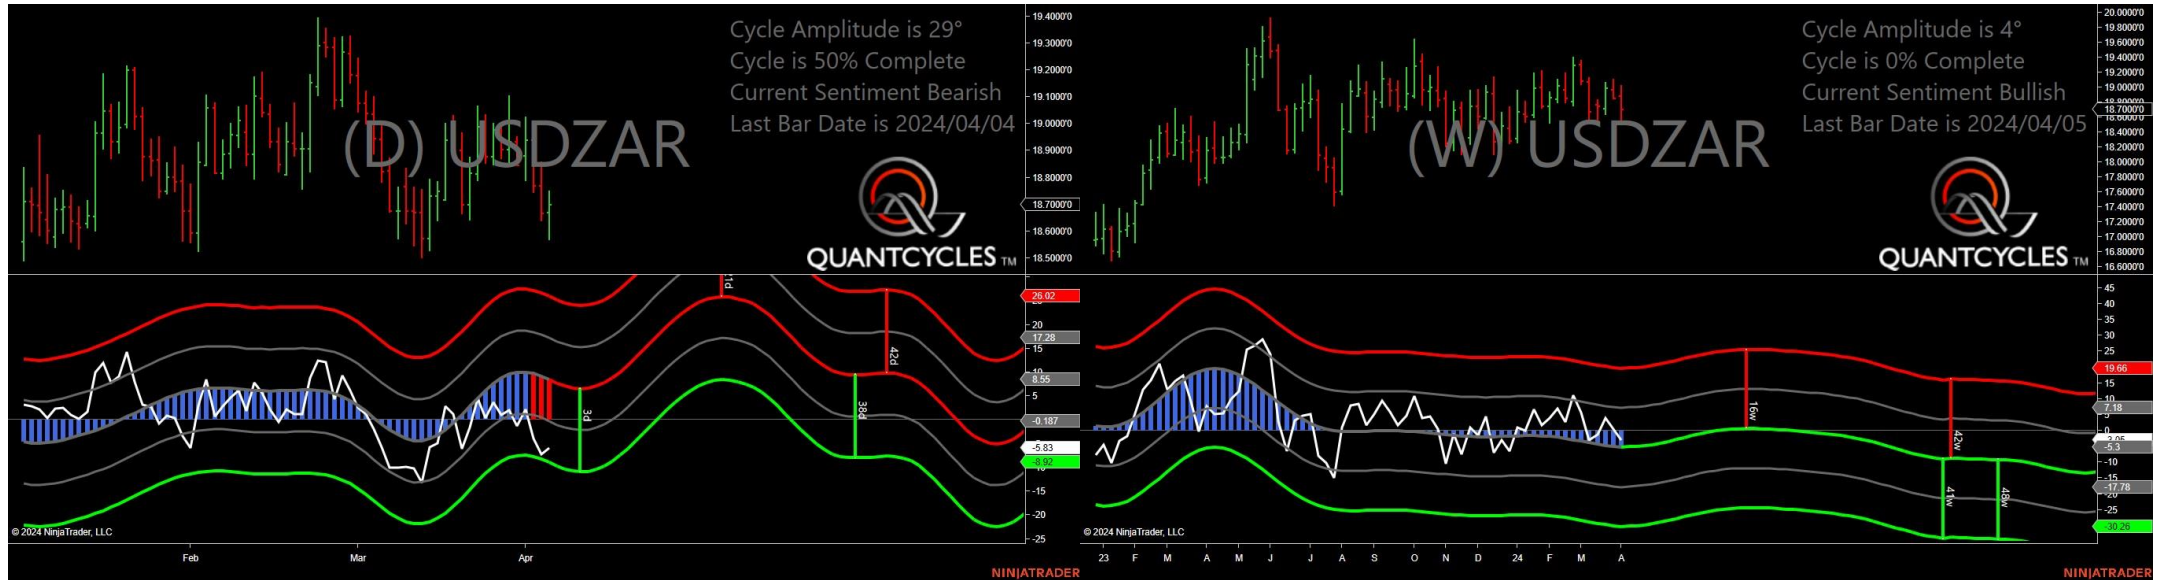 Cycle Amplitude is 29°
Cycle is 50% Complete
Current Sentiment Bearish
Last Bar Date is 2024/04/04
(D) USDZAR
QUANTCYCLES TM
19.4000'0
19.3000'0
19.2000'0
19.1000'0
19.0000'0
18.9000'0
18.8000'0
18.7000'0
18.6000'0
18.5000'0
3d
38d
42d
26.02
20
17.28
15
8.55
5
-0.187
-5.83
-8.92
-15
-20
-25
© 2024 NinjaTrader, LLC
Feb Mar Apr
NINJATRADER
Cycle Amplitude is 4°
Cycle is 0% Complete
Current Sentiment Bullish
Last Bar Date is 2024/04/05
(W) USDZAR
QUANTCYCLES TM
20.0000'0
19.8000'0
19.6000'0
19.4000'0
19.2000'0
19.0000'0
18.7000'0
18.4000'0
18.2000'0
18.0000'0
17.8000'0
17.6000'0
17.4000'0
17.2000'0
17.0000'0
16.8000'0
16.6000'0
16w
42w
41w
48w
45
40
35
30
25
19.66
15
10
7.18
0
-5.3
-10
-17.78
-20
-25
-30.26
© 2024 NinjaTrader, LLC
23 F M A M J J A S O N D 24 F M A
NINJATRADER